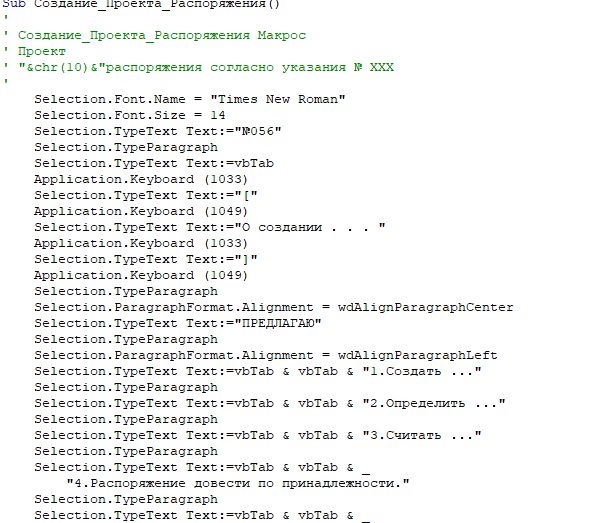 Sub Создание_Проекта_Распоряжения()
'
' Создание_Проекта_Распоряжения Макрос
' Проект
' "&chr(10)&"распоряжения согласно указания № XXX
'
Selection.Font.Name = "Times New Roman"
Selection.Font.Size = 14
Selection.TypeText Text:="№056"
Selection.TypeParagraph
Selection.TypeText Text:=vbTab
Application.Keyboard (1033)
Selection.TypeText Text:="["
Application.Keyboard (1049)
Selection.TypeText Text:="О создании . . . "
Application.Keyboard (1033)
Selection.TypeText Text:="]"
Application.Keyboard (1049)
Selection.TypeParagraph
Selection.ParagraphFormat.Alignment = wdAlignParagraphCenter
Selection.TypeText Text:="ПРЕДЛАГАЮ"
Selection.TypeParagraph
Selection.ParagraphFormat.Alignment = wdAlignParagraphLeft
Selection.TypeText Text:=vbTab & vbTab & "1.Создать ..."
Selection.TypeParagraph
Selection.TypeText Text:=vbTab & vbTab & "2.Определить ..."
Selection.TypeParagraph
Selection.TypeText Text:=vbTab & vbTab & "3.Считать ..."
Selection.TypeParagraph
Selection.TypeText Text:=vbTab & vbTab & _
"4.Распоряжение довести по принадлежности."
Selection.TypeParagraph
Selection.TypeText Text:=vbTab & vbTab & _